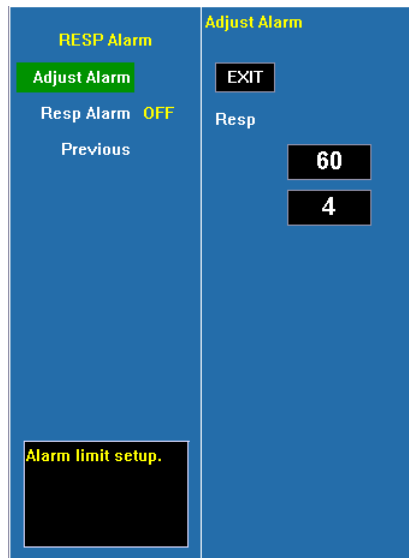 RESP Alarm
Adjust Alarm
Resp Alarm OFF
Previous
Alarm limit setup.
Adjust Alarm
EXIT
Resp
60
4